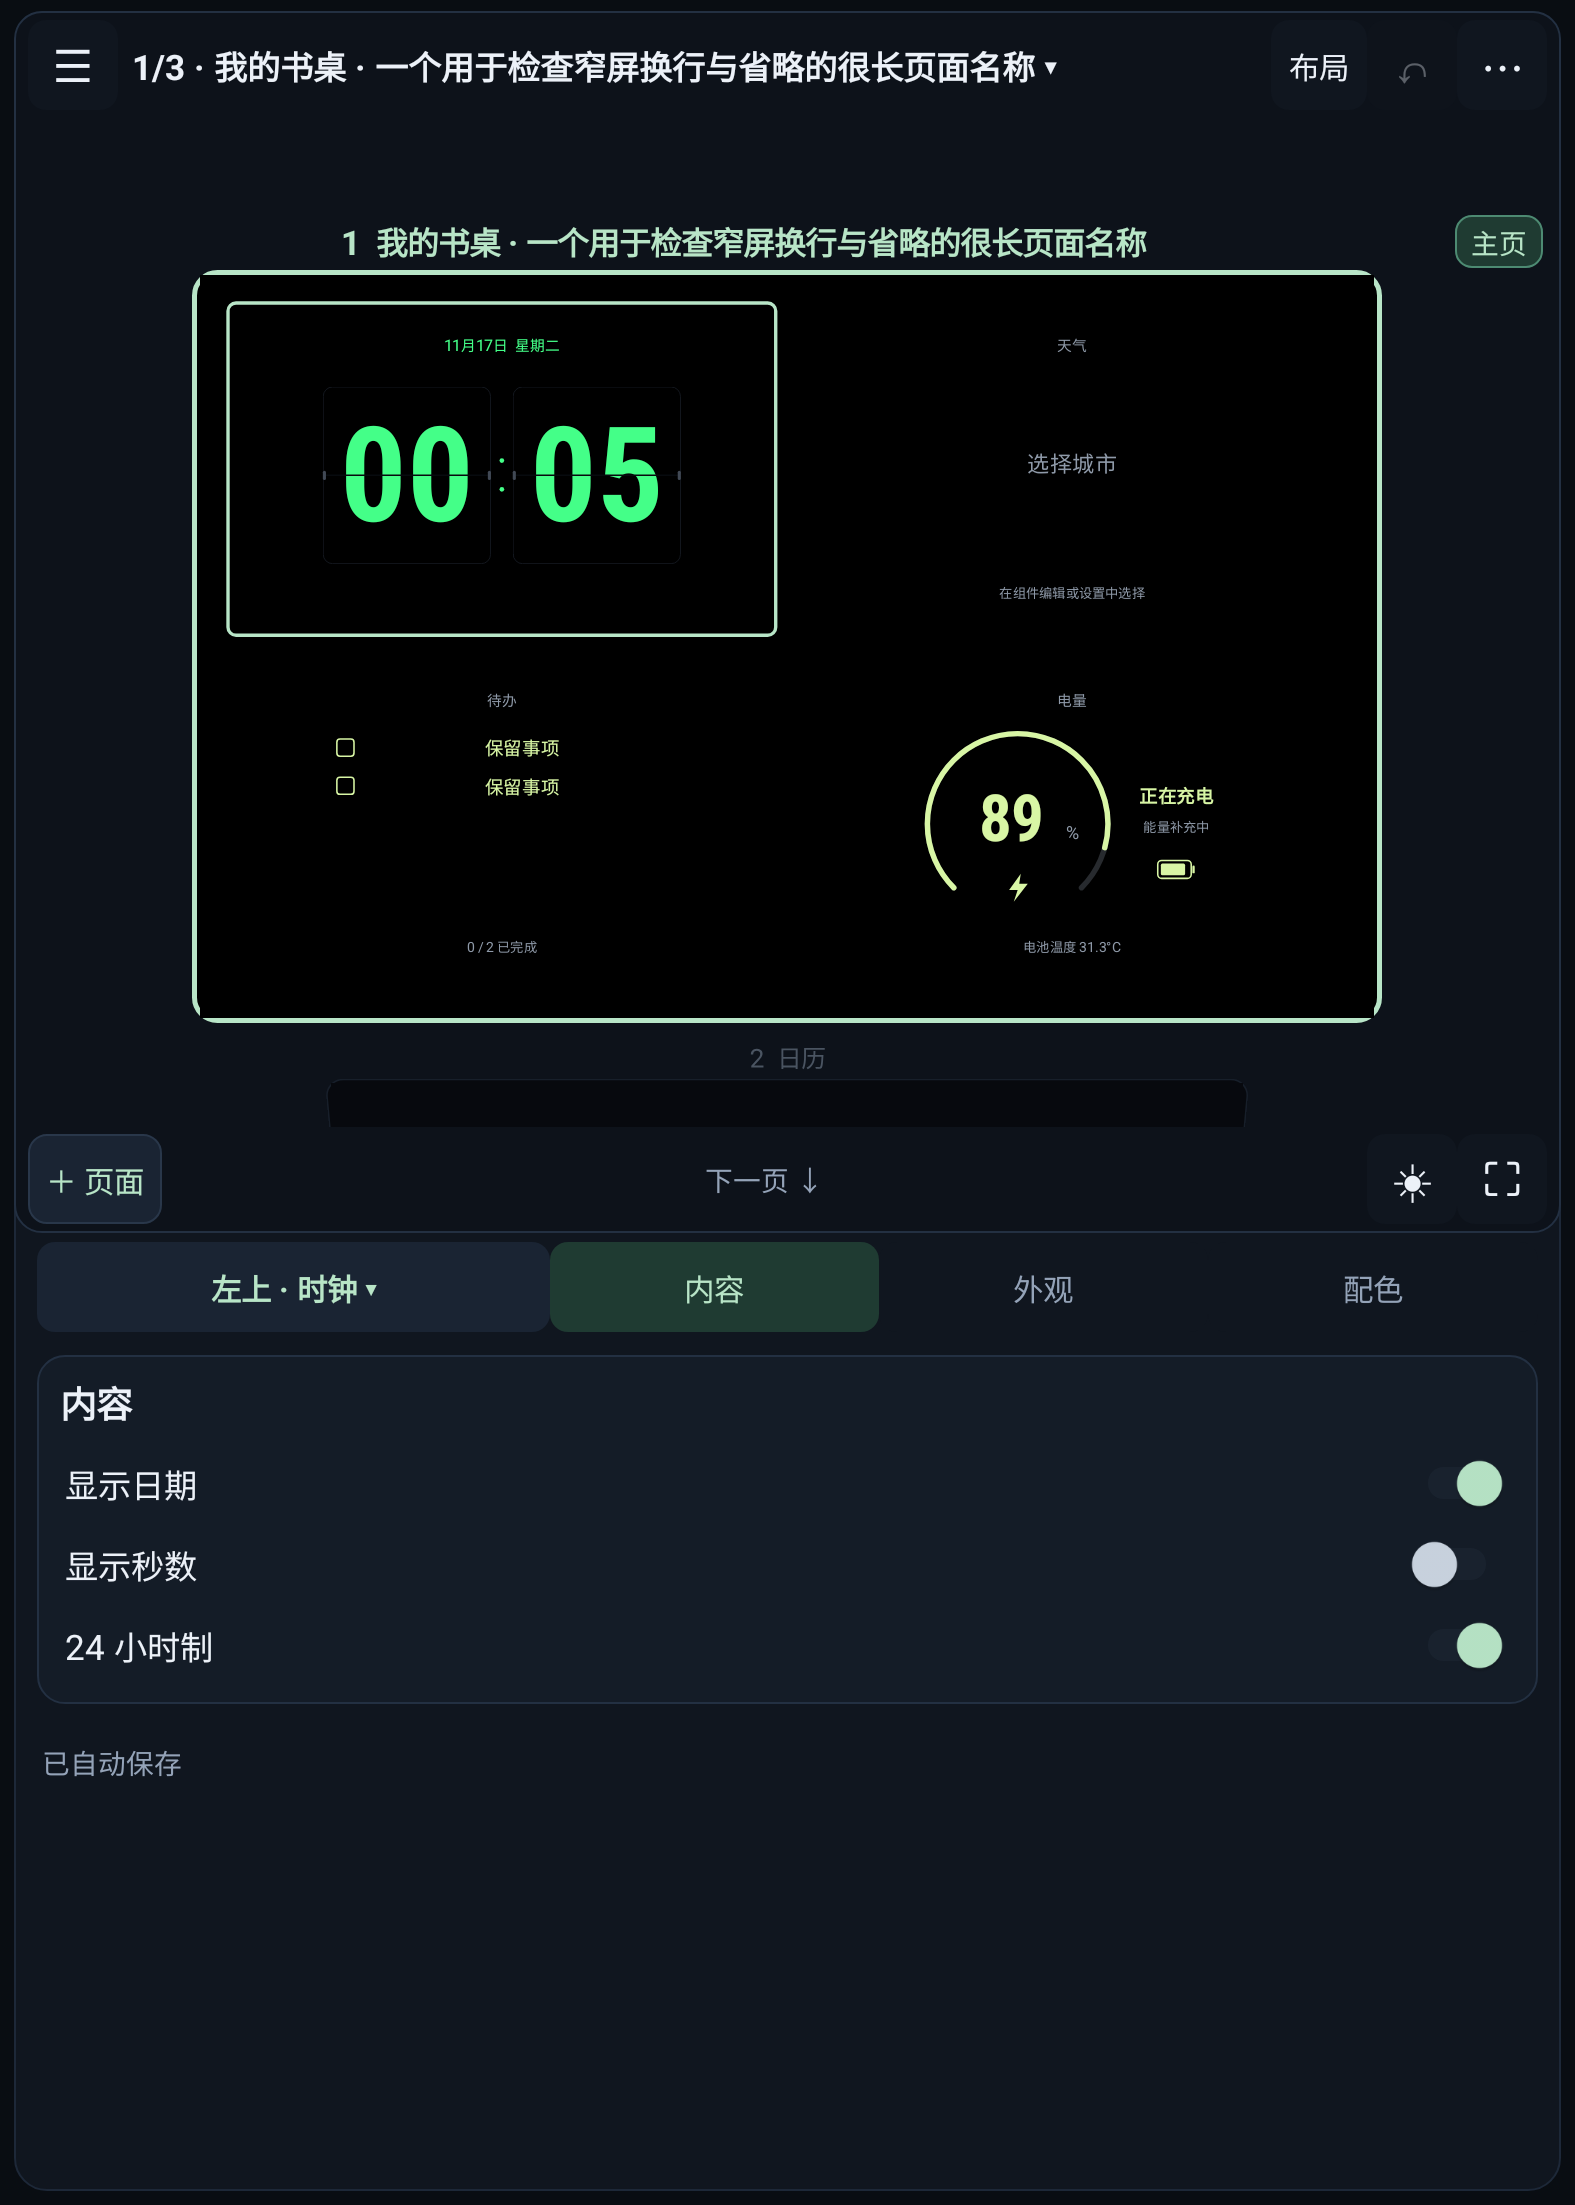 ☰ 1/3 · 我的书桌 · 一个用于检查窄屏换行与省略的很长页面名称 ▾ 布局 ⋯
1 我的书桌 · 一个用于检查窄屏换行与省略的很长页面名称 主页
11月17日 星期二
00:05
天气
选择城市
在组件编辑或设置中选择
待办
保留事项
保留事项
0 / 2 已完成
电量
89 %
正在充电
能量补充中
电池温度 31.3°C
2 日历
＋ 页面 下一页 ↓
左上 · 时钟 ▾ 内容 外观 配色
内容
显示日期
显示秒数
24 小时制
已自动保存